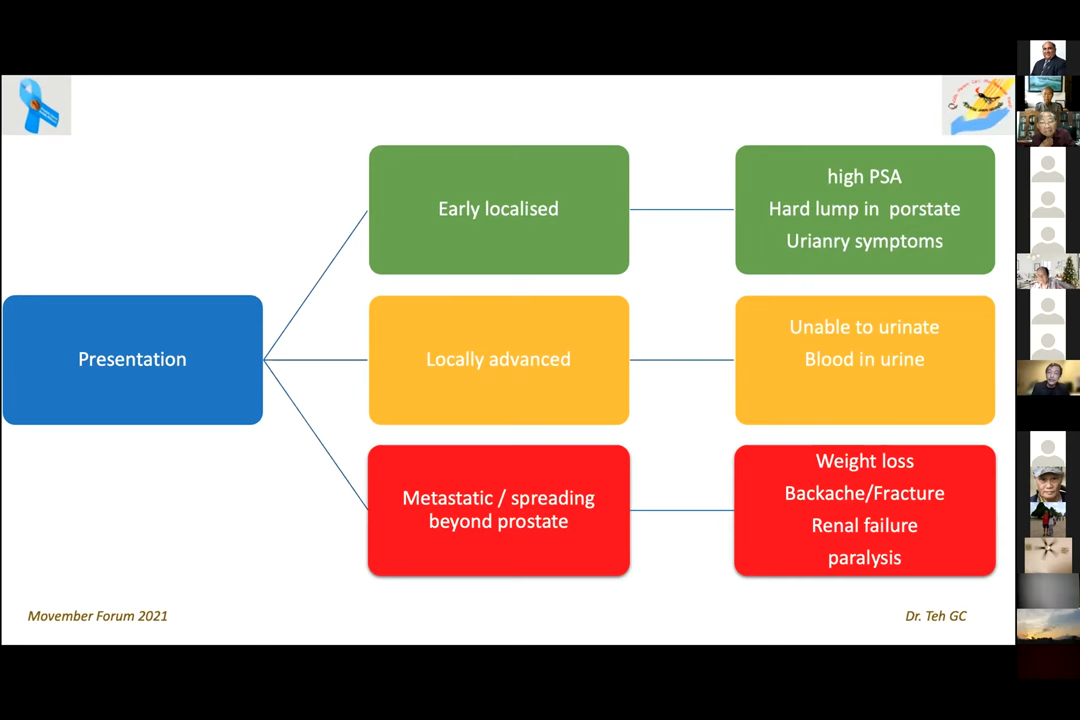 Presentation
Early localised
high PSA
Hard lump in porstate
Urianry symptoms
Locally advanced
Unable to urinate
Blood in urine
Metastatic / spreading
beyond prostate
Weight loss
Backache/Fracture
Renal failure
paralysis
Movember Forum 2021
Dr. Teh GC